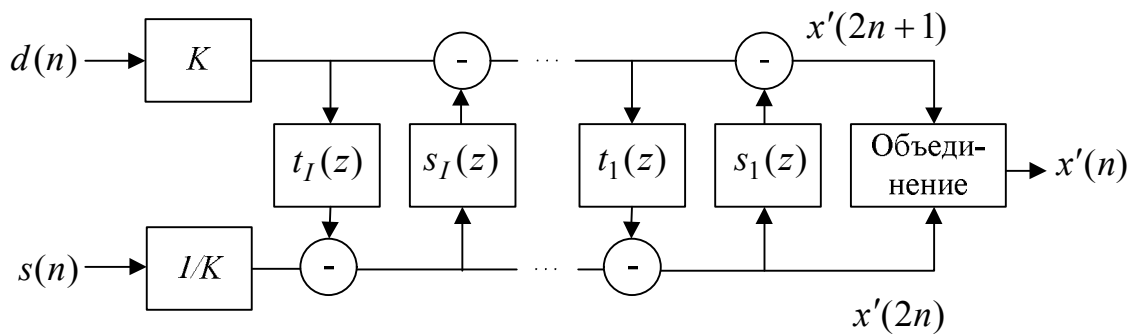 x′(2n+1)
d(n)
K
-
...
-
t_I(z)
s_I(z)
t_1(z)
s_1(z)
Объеди-
нение
x′(n)
s(n)
1/K
-
...
-
x′(2n)